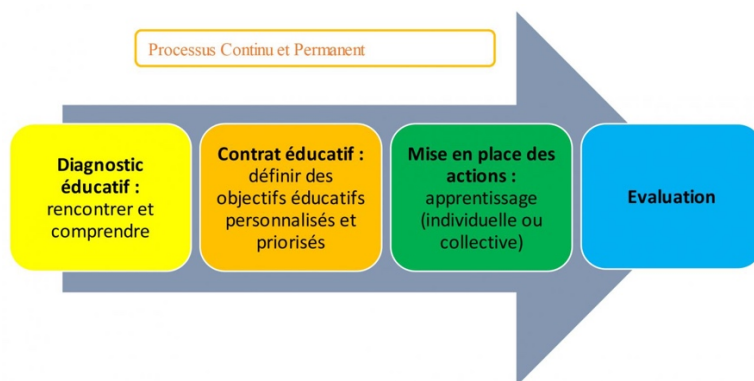 Processus Continu et Permanent
Diagnostic
éducatif :
rencontrer et
comprendre
Contrat éducatif :
définir des
objectifs éducatifs
personnalisés et
priorisés
Mise en place des
actions :
apprentissage
(individuelle ou
collective)
Evaluation